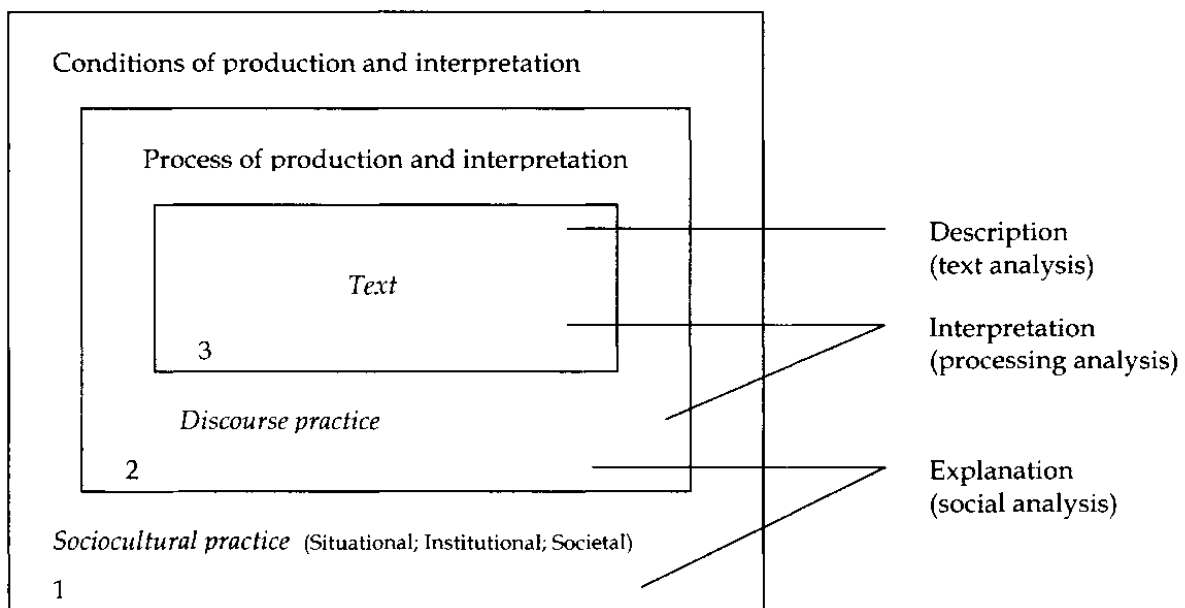 Conditions of production and interpretation
Process of production and interpretation
Text
3
Discourse practice
2
Sociocultural practice (Situational; Institutional; Societal)
1
Description
(text analysis)
Interpretation
(processing analysis)
Explanation
(social analysis)